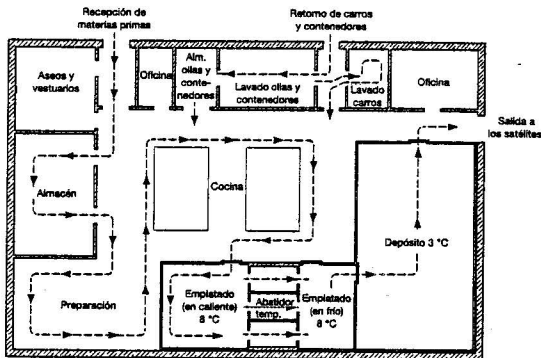 Recepción de
materias primas
Retorno de carros
y contenedores
Aseos y
vestuarios
Oficina
Alm.
ollas y
conte-
nedores
Lavado ollas y
contenedores
Lavado
carros
Oficina
Salida a
los satélites
Almacén
Cocina
Depósito 3 °C
Preparación
Emplatado
(en caliente)
8 °C
Abatidor
temp.
Emplatado
(en frío)
8 °C